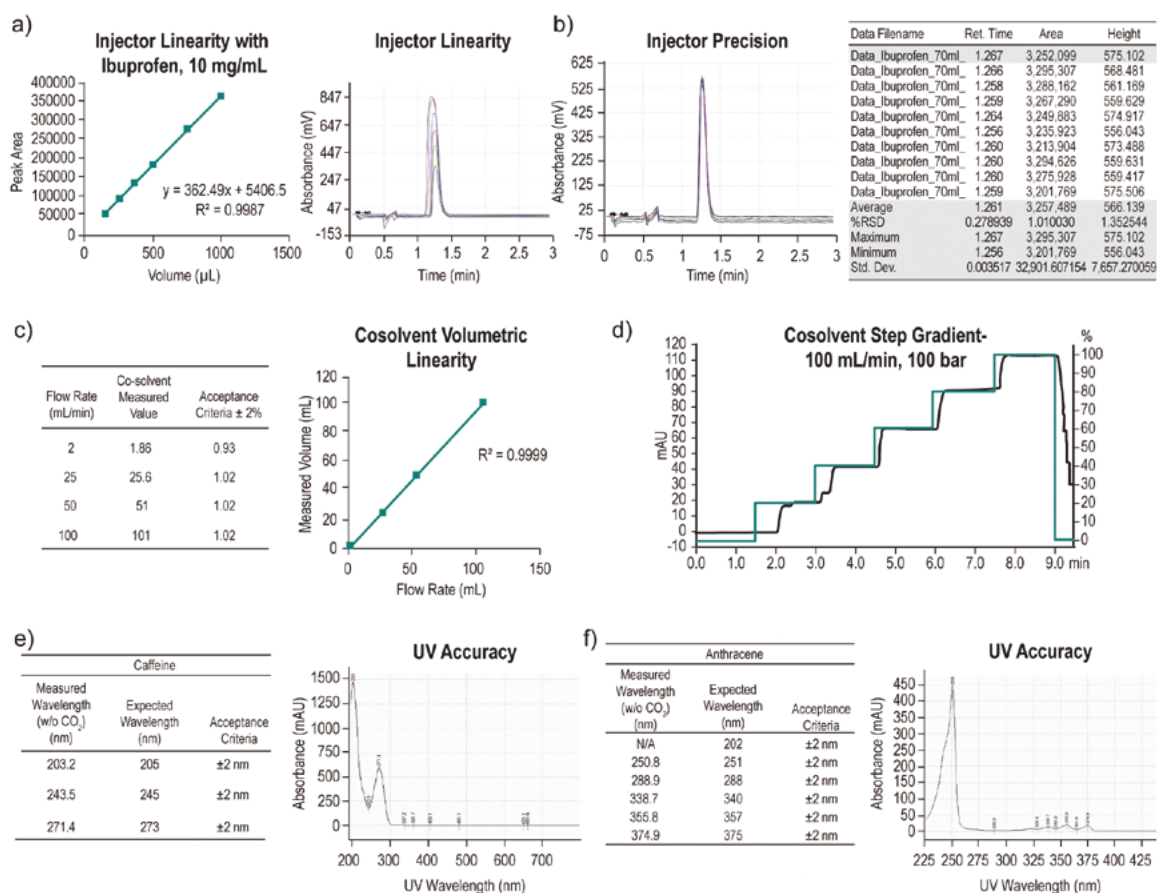 a)
Injector Linearity with
Ibuprofen, 10 mg/mL
400000
350000
300000
250000
200000
150000
100000
50000
0
0 500 1000 1500
Peak Area
Volume (µL)
y = 362.49x + 5406.5
R² = 0.9987
Injector Linearity
847
647
447
247
47
-153
0 0.5 1 1.5 2 2.5 3
Absorbance (mV)
Time (min)
b)
Injector Precision
625
525
425
325
225
125
25
-75
0 0.5 1 1.5 2 2.5 3
Absorbance (mV)
Time (min)
Data Filename Ret. Time Area Height
Data_Ibuprofen_70ml_ 1.267 3,252,099 575.102
Data_Ibuprofen_70ml_ 1.266 3,295,307 568.481
Data_Ibuprofen_70ml_ 1.258 3,288,162 561.169
Data_Ibuprofen_70ml_ 1.259 3,267,290 559.629
Data_Ibuprofen_70ml_ 1.264 3,249,883 574.917
Data_Ibuprofen_70ml_ 1.256 3,235,923 556.043
Data_Ibuprofen_70ml_ 1.260 3,213,904 573.488
Data_Ibuprofen_70ml_ 1.260 3,294,626 559.631
Data_Ibuprofen_70ml_ 1.260 3,275,928 559.417
Data_Ibuprofen_70ml_ 1.259 3,201,769 575.506
Average 1.261 3,257,489 566.139
%RSD 0.278939 1.010030 1.352544
Maximum 1.267 3,295,307 575.102
Minimum 1.256 3,201,769 556.043
Std. Dev. 0.003517 32,901.607154 7,657.270059
c)
Flow Rate (mL/min) Co-solvent Measured Value Acceptance Criteria ± 2%
2 1.86 0.93
25 25.6 1.02
50 51 1.02
100 101 1.02
Cosolvent Volumetric
Linearity
120
100
80
60
40
20
0
0 50 100 150
Measured Volume (mL)
Flow Rate (mL)
R² = 0.9999
d)
Cosolvent Step Gradient-
100 mL/min, 100 bar
120
110
100
90
80
70
60
50
40
30
20
10
0
-10
mAU
%
100
90
80
70
60
50
40
30
20
10
0
0.0 1.0 2.0 3.0 4.0 5.0 6.0 7.0 8.0 9.0 min
e)
Caffeine
Measured Wavelength (w/o CO₂) (nm) Expected Wavelength (nm) Acceptance Criteria
203.2 205 ±2 nm
243.5 245 ±2 nm
271.4 273 ±2 nm
UV Accuracy
1500
1250
1000
750
500
250
0
200 300 400 500 600 700
Absorbance (mAU)
UV Wavelength (nm)
f)
Anthracene
Measured Wavelength (w/o CO₂) (nm) Expected Wavelength (nm) Acceptance Criteria
N/A 202 ±2 nm
250.8 251 ±2 nm
288.9 288 ±2 nm
338.7 340 ±2 nm
355.8 357 ±2 nm
374.9 375 ±2 nm
UV Accuracy
450
400
350
300
250
200
150
100
50
0
225 250 275 300 325 350 375 400 425
Absorbance (mAU)
UV Wavelength (nm)